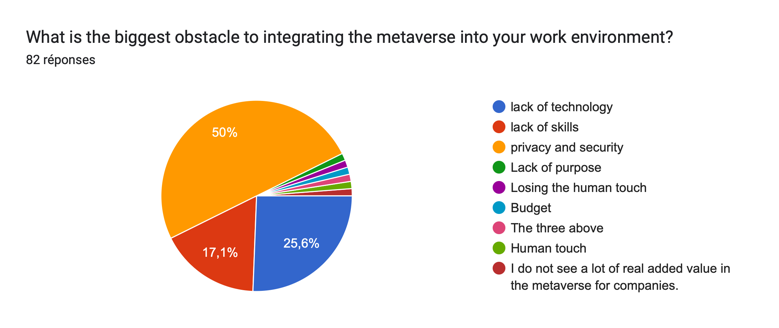 What is the biggest obstacle to integrating the metaverse into your work environment?
82 réponses
50%
17,1%
25,6%
lack of technology
lack of skills
privacy and security
Lack of purpose
Losing the human touch
Budget
The three above
Human touch
I do not see a lot of real added value in
the metaverse for companies.